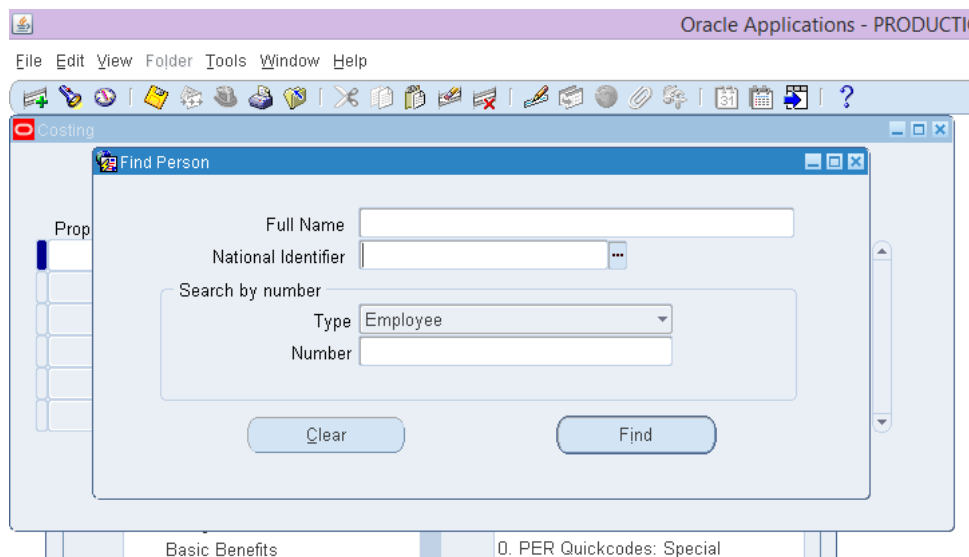 Oracle Applications - PRODUCTI
File Edit View Folder Tools Window Help
Costing
Find Person
Full Name
Prop
National Identifier
Search by number
Type Employee
Number
Clear Find
Basic Benefits 0. PER Quickcodes: Special